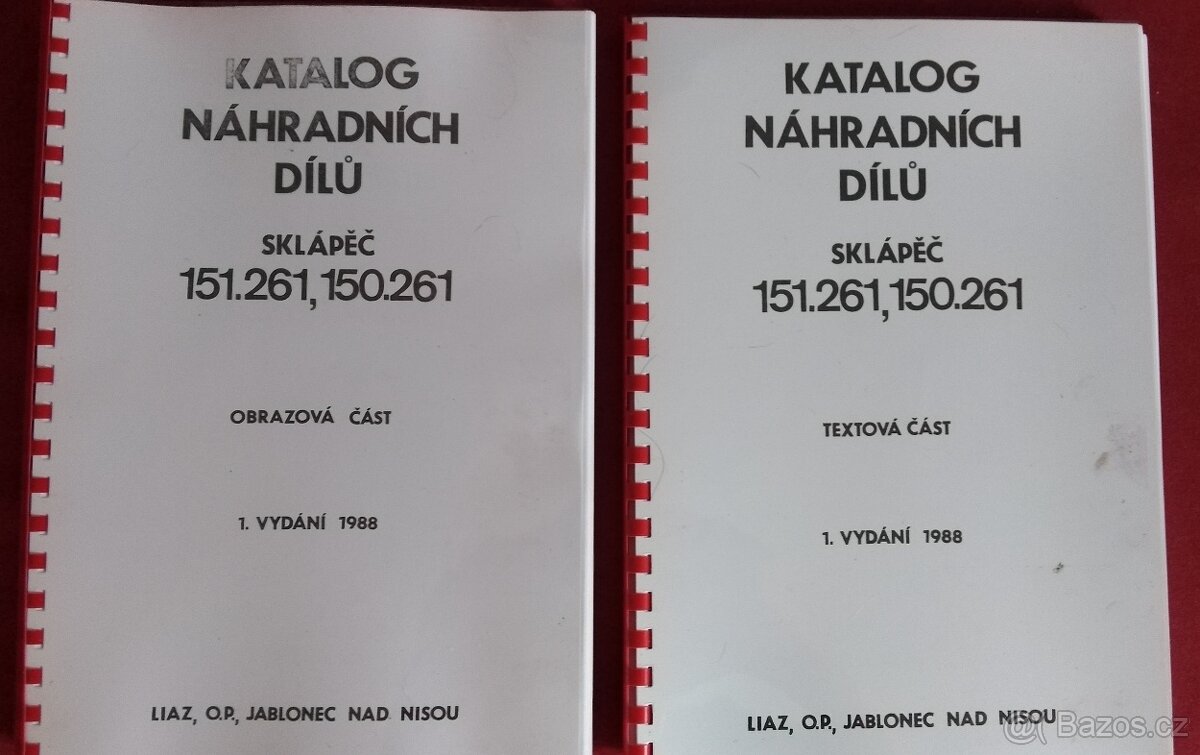 KATALOG
NÁHRADNÍCH
DÍLŮ
SKLÁPĚČ
151.261, 150.261
OBRAZOVÁ ČÁST
1. VYDÁNÍ 1988
LIAZ, O.P., JABLONEC NAD NISOU
KATALOG
NÁHRADNÍCH
DÍLŮ
SKLÁPĚČ
151.261, 150.261
TEXTOVÁ ČÁST
1. VYDÁNÍ 1988
LIAZ, O.P., JABLONEC NAD NISOU
Bazos.cz